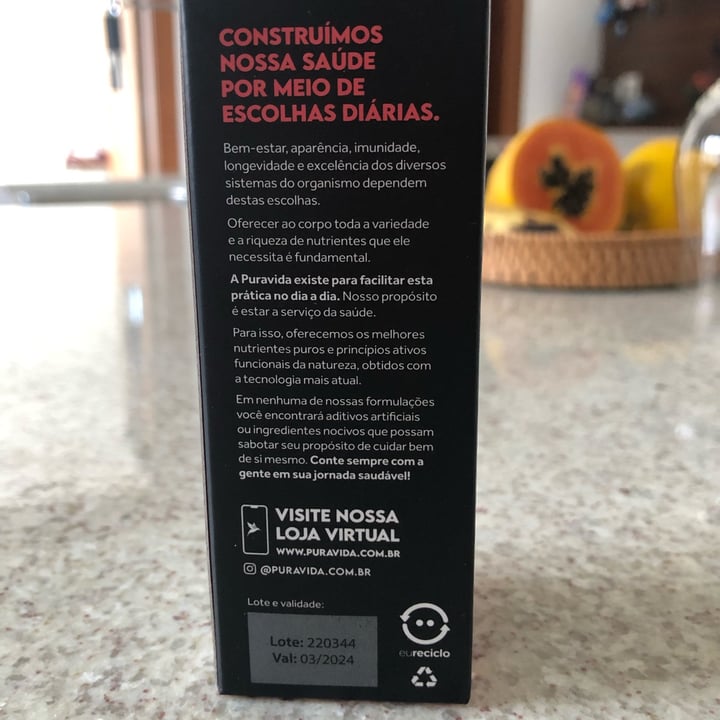 CONSTRUÍMOS
NOSSA SAÚDE
POR MEIO DE
ESCOLHAS DIÁRIAS.
Bem-estar, aparência, imunidade,
longevidade e excelência dos diversos
sistemas do organismo dependem
destas escolhas.
Oferecer ao corpo toda a variedade
e a riqueza de nutrientes que ele
necessita é fundamental.
A Puravida existe para facilitar esta
prática no dia a dia. Nosso propósito
é estar a serviço da saúde.
Para isso, oferecemos os melhores
nutrientes puros e princípios ativos
funcionais da natureza, obtidos com
a tecnologia mais atual.
Em nenhuma de nossas formulações
você encontrará aditivos artificiais
ou ingredientes nocivos que possam
sabotar seu propósito de cuidar bem
de si mesmo. Conte sempre com a
gente em sua jornada saudável!
VISITE NOSSA
LOJA VIRTUAL
WWW.PURAVIDA.COM.BR
@PURAVIDA.COM.BR
Lote e validade:
Lote: 220344
Val: 03/2024
eureciclo